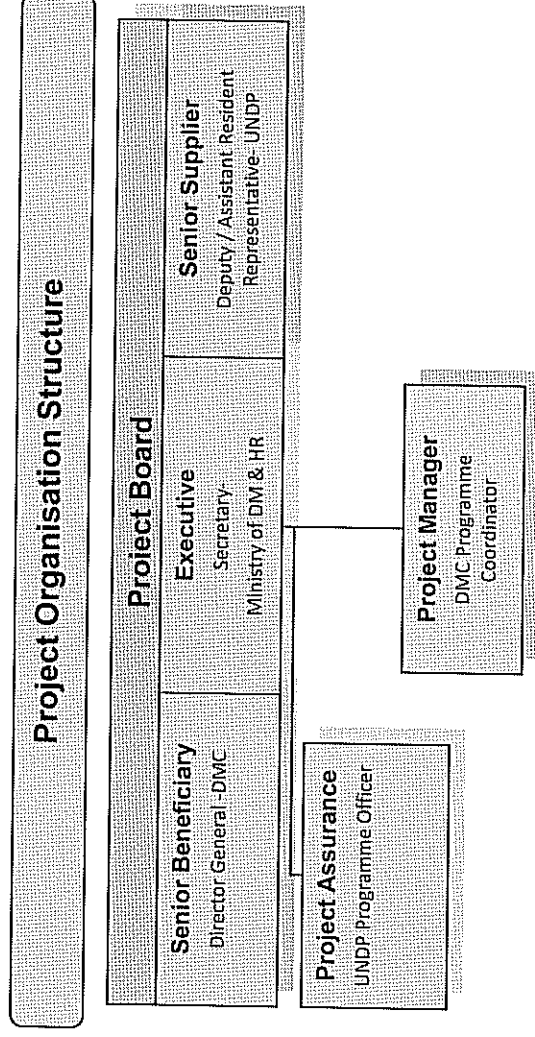 Project Organisation Structure
Project Board
Senior Beneficiary
Director General -DMC
Executive
Secretary-
Ministry of DM & HR
Senior Supplier
Deputy / Assistant Resident
Representative- UNDP
Project Assurance
UNDP Programme Officer
Project Manager
DMC Programme
Coordinator